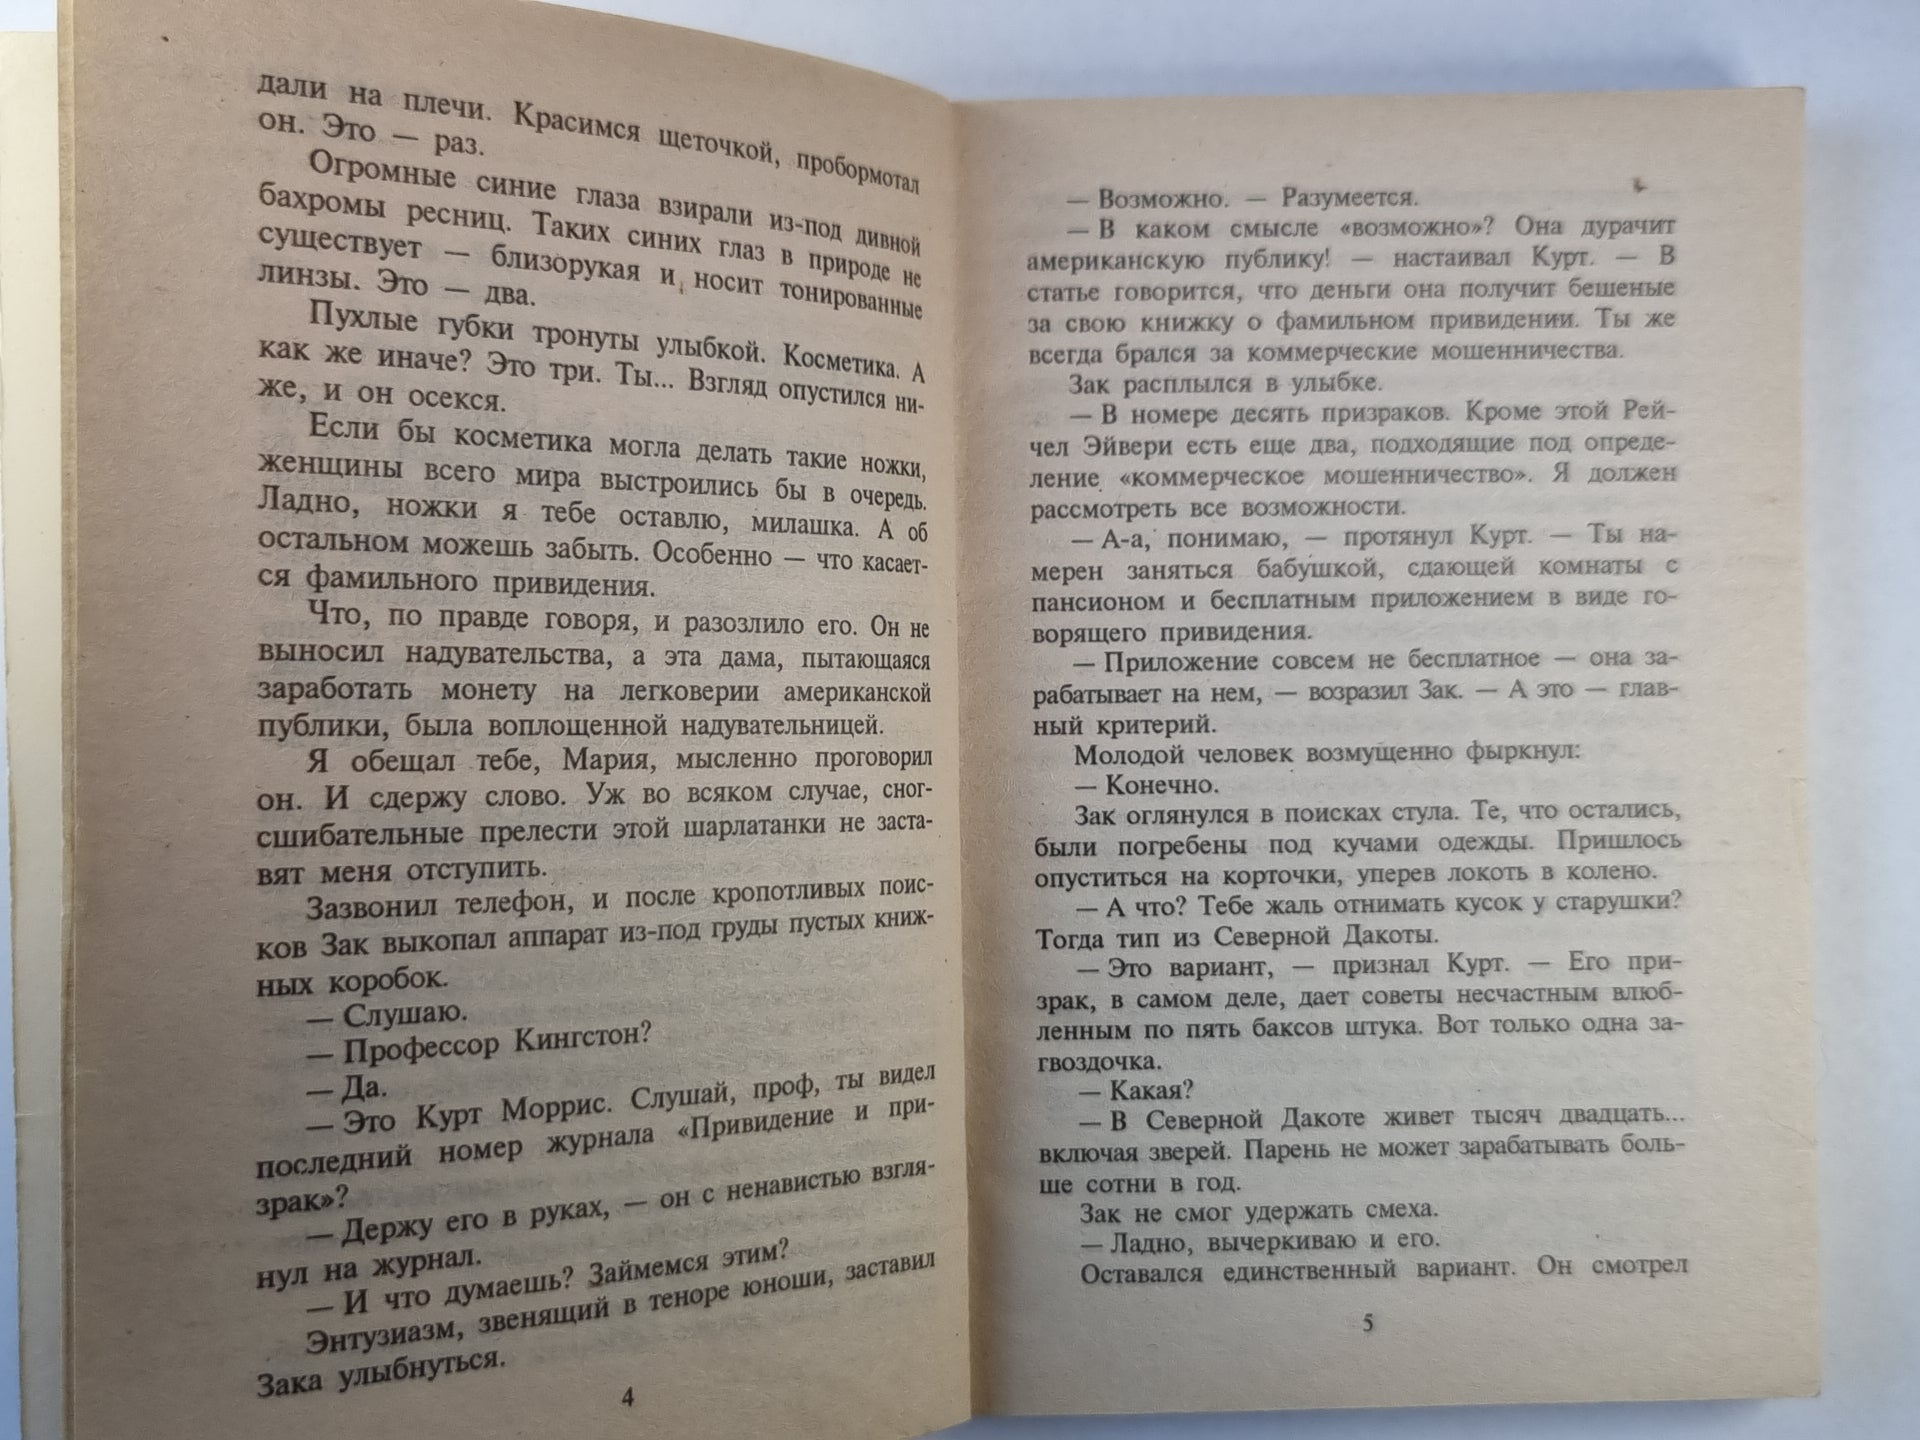 дали на плечи. Красимся щеточкой, пробормотал
он. Это — раз.
Огромные синие глаза взирали из-под дивной
бахромы ресниц. Таких синих глаз в природе не
существует — близорукая и носит тонированные
линзы. Это — два.
Пухлые губки тронуты улыбкой. Косметика. А
как же иначе? Это три. Ты... Взгляд опустился ни-
же, и он осекся.
Если бы косметика могла делать такие ножки,
женщины всего мира выстроились бы в очередь.
Ладно, ножки я тебе оставлю, милашка. А об
остальном можешь забыть. Особенно — что касает-
ся фамильного привидения.
Что, по правде говоря, и разозлило его. Он не
выносил надувательства, а эта дама, пытающаяся
заработать монету на легковерии американской
публики, была воплощенной надувательницей.
Я обещал тебе, Мария, мысленно проговорил
он. И сдержу слово. Уж во всяком случае, сног-
сшибательные прелести этой шарлатанки не заста-
вят меня отступить.
Зазвонил телефон, и после кропотливых поис-
ков Зак выкопал аппарат из-под груды пустых книж-
ных коробок.
— Слушаю.
— Профессор Кингстон?
— Да.
— Это Курт Моррис. Слушай, проф, ты видел
последний номер журнала «Привидение и при-
зрак»?
— Держу его в руках, — он с ненавистью взгля-
нул на журнал.
— И что думаешь? Займемся этим?
Энтузиазм, звенящий в теноре юноши, заставил
Зака улыбнуться.
4
— Возможно. — Разумеется.
— В каком смысле «возможно»? Она дурачит
американскую публику! — настаивал Курт. — В
статье говорится, что деньги она получит бешеные
за свою книжку о фамильном привидении. Ты же
всегда брался за коммерческие мошенничества.
Зак расплылся в улыбке.
— В номере десять призраков. Кроме этой Рей-
чел Эйвери есть еще два, подходящие под опреде-
ление «коммерческое мошенничество». Я должен
рассмотреть все возможности.
— А-а, понимаю, — протянул Курт. — Ты на-
мерен заняться бабушкой, сдающей комнаты с
пансионом и бесплатным приложением в виде го-
ворящего привидения.
— Приложение совсем не бесплатное — она за-
рабатывает на нем, — возразил Зак. — А это — глав-
ный критерий.
Молодой человек возмущенно фыркнул:
— Конечно.
Зак оглянулся в поисках стула. Те, что остались,
были погребены под кучами одежды. Пришлось
опуститься на корточки, уперев локоть в колено.
— А что? Тебе жаль отнимать кусок у старушки?
Тогда тип из Северной Дакоты.
— Это вариант, — признал Курт. — Его при-
зрак, в самом деле, дает советы несчастным влюб-
ленным по пять баксов штука. Вот только одна за-
гвоздочка.
— Какая?
— В Северной Дакоте живет тысяч двадцать...
включая зверей. Парень не может зарабатывать боль-
ше сотни в год.
Зак не смог удержать смеха.
— Ладно, вычеркиваю и его.
Оставался единственный вариант. Он смотрел
5